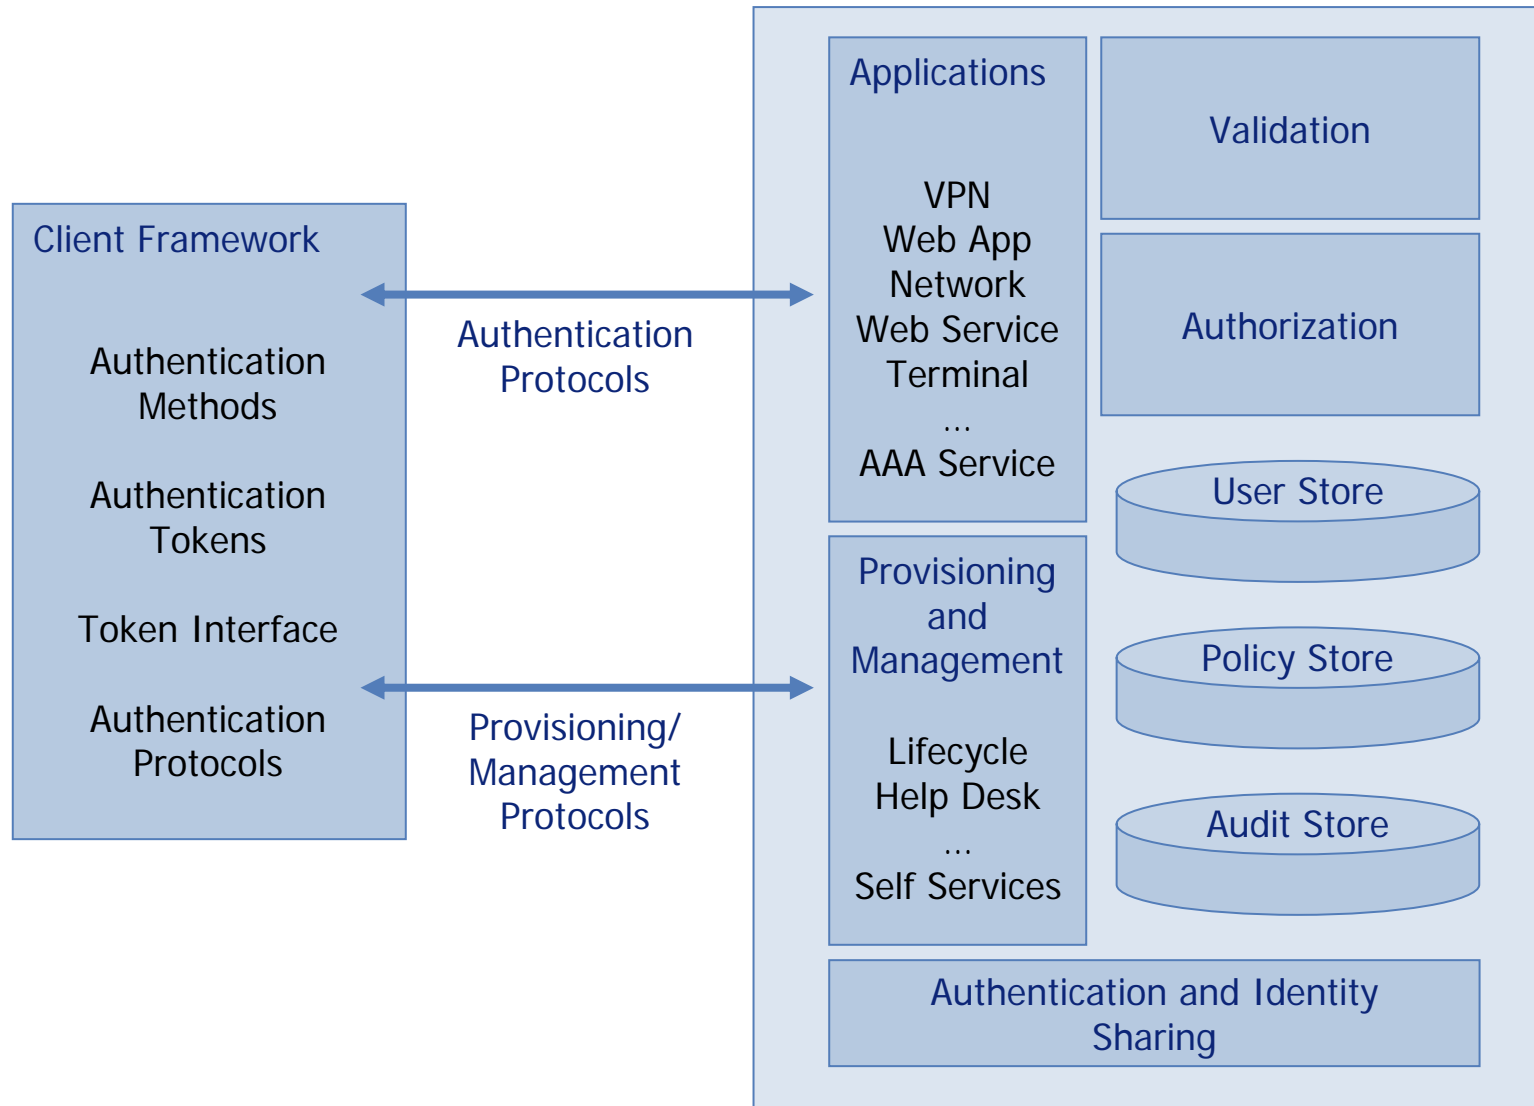 Client Framework
Authentication
Methods
Authentication
Tokens
Token Interface
Authentication
Protocols
Authentication
Protocols
Provisioning/
Management
Protocols
Applications
VPN
Web App
Network
Web Service
Terminal
...
AAA Service
Provisioning
and
Management
Lifecycle
Help Desk
...
Self Services
Validation
Authorization
User Store
Policy Store
Audit Store
Authentication and Identity
Sharing